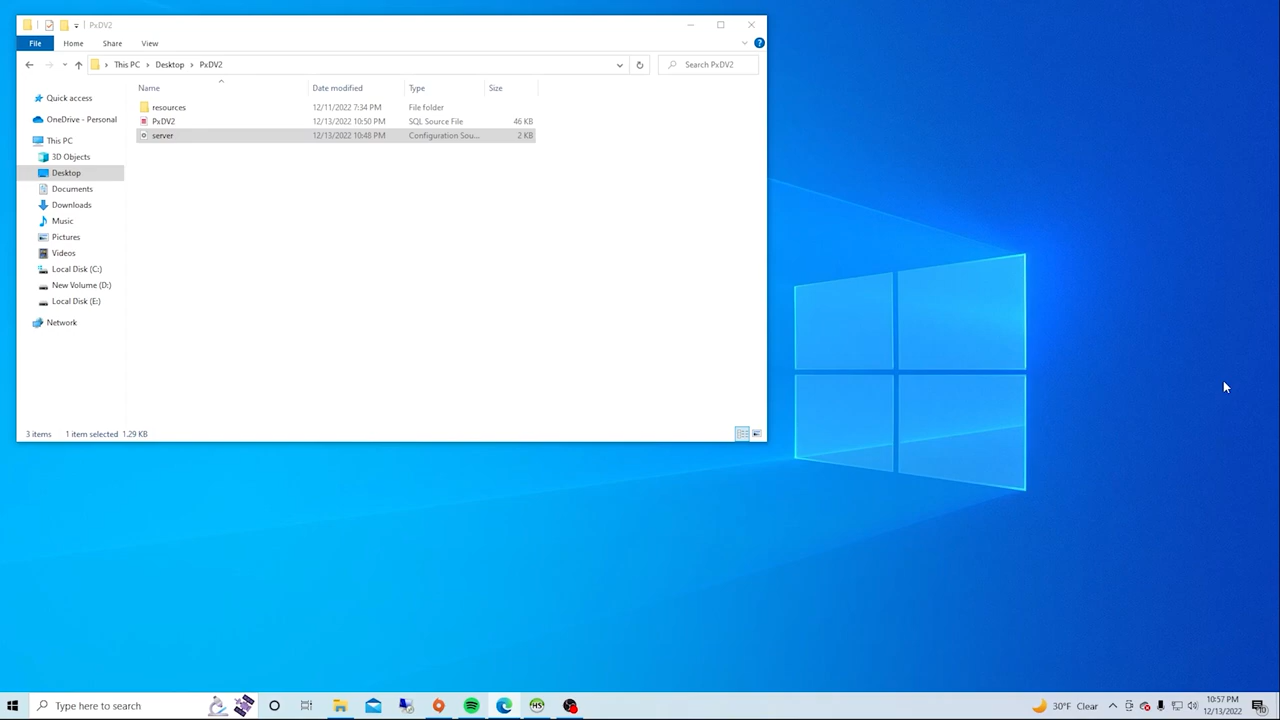 PxDV2
File Home Share View
This PC Desktop PxDV2 Search PxDV2
Name Date modified Type Size
resources 12/11/2022 7:34 PM File folder
PxDV2 12/13/2022 10:50 PM SQL Source File 46 KB
server 12/13/2022 10:48 PM Configuration Sou... 2 KB
Quick access
OneDrive - Personal
This PC
3D Objects
Desktop
Documents
Downloads
Music
Pictures
Videos
Local Disk (C:)
New Volume (D:)
Local Disk (E:)
Network
3 items 1 item selected 1.29 KB
Type here to search
HS
30°F Clear
10:57 PM
12/13/2022